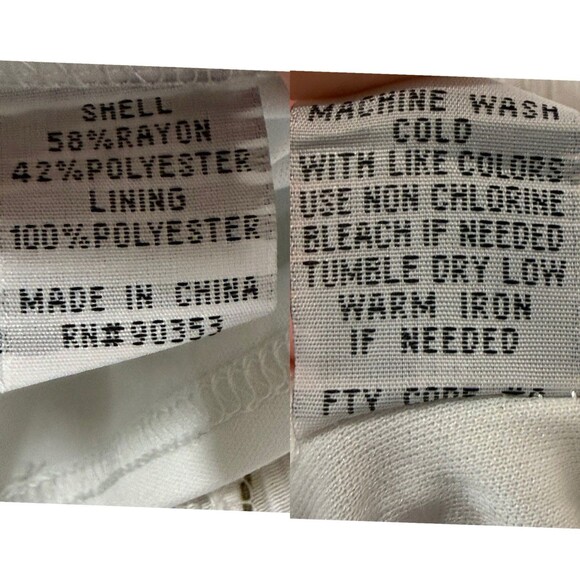 SHELL
58%RAYON
42%POLYESTER
LINING
100%POLYESTER
MADE IN CHINA
RN#90353
MACHINE WASH
COLD
WITH LIKE COLORS
USE NON CHLORINE
BLEACH IF NEEDED
TUMBLE DRY LOW
WARM IRON
IF NEEDED
FTY CODE